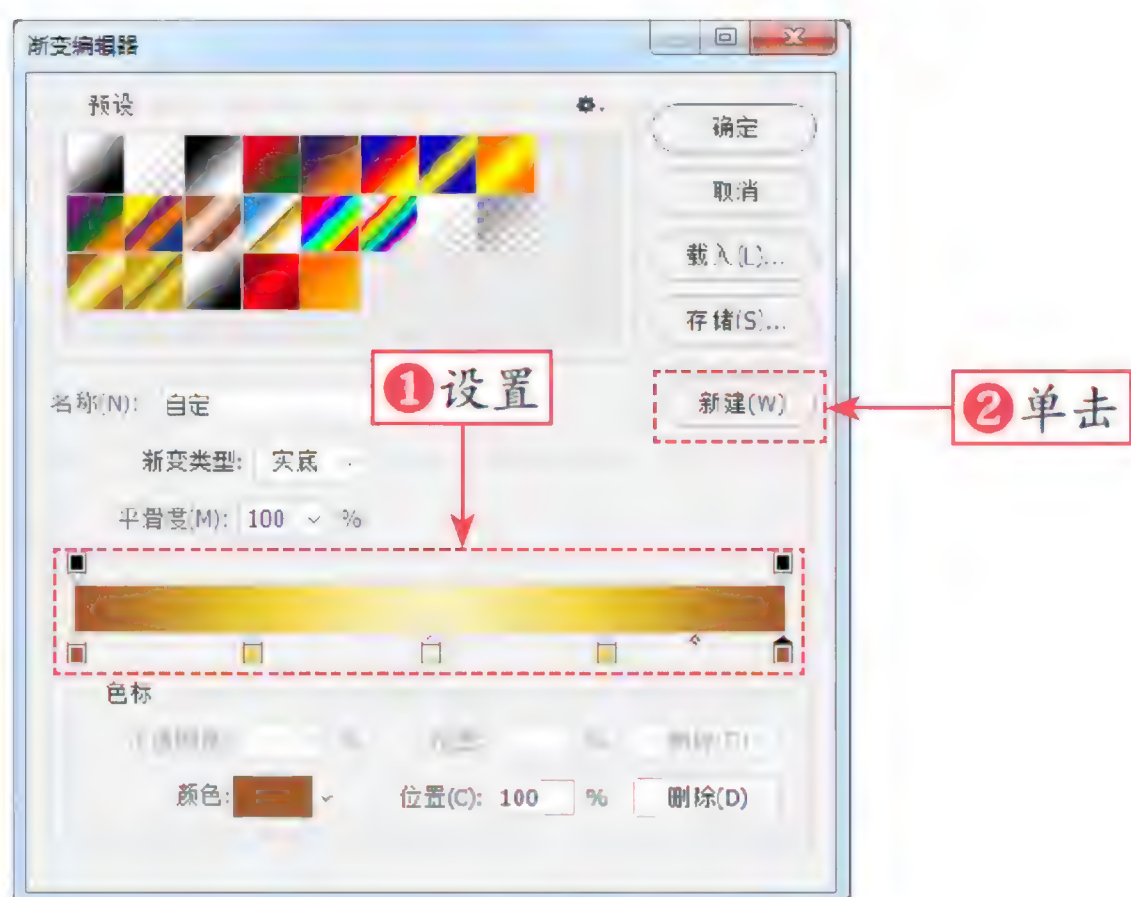 渐变编辑器
预设
确定
取消
载入(L)...
存储(S)...
❶设置
名称(N): 自定
新建(W)
❷单击
渐变类型: 实底
平滑度(M): 100 %
色标
%
%
颜色:
位置(C): 100 %
删除(D)